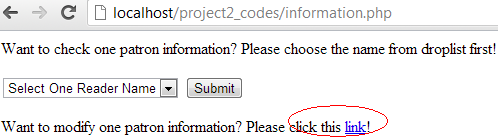 localhost/project2_codes/information.php
Want to check one patron information? Please choose the name from droplist first!
Select One Reader Name Submit
Want to modify one patron information? Please click this link!